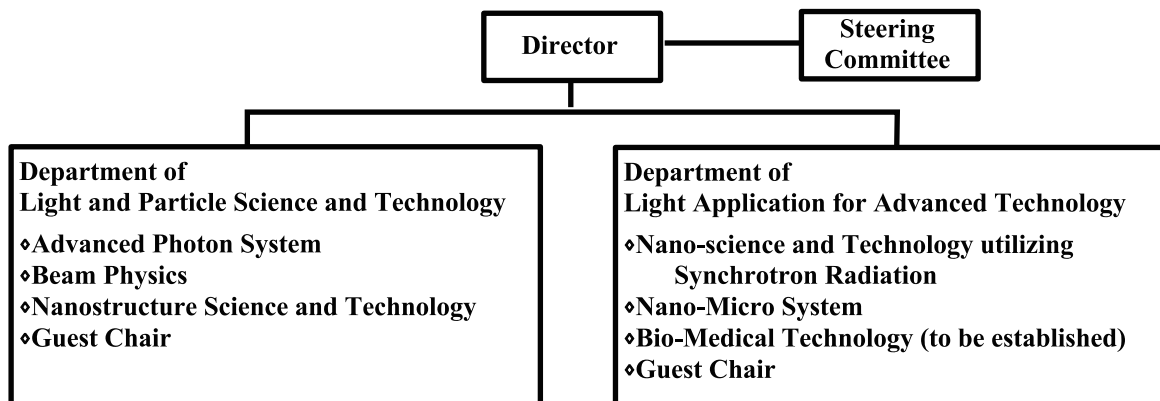 Director
Steering
Committee
Department of
Light and Particle Science and Technology
⋄Advanced Photon System
⋄Beam Physics
⋄Nanostructure Science and Technology
⋄Guest Chair
Department of
Light Application for Advanced Technology
⋄Nano-science and Technology utilizing
Synchrotron Radiation
⋄Nano-Micro System
⋄Bio-Medical Technology (to be established)
⋄Guest Chair